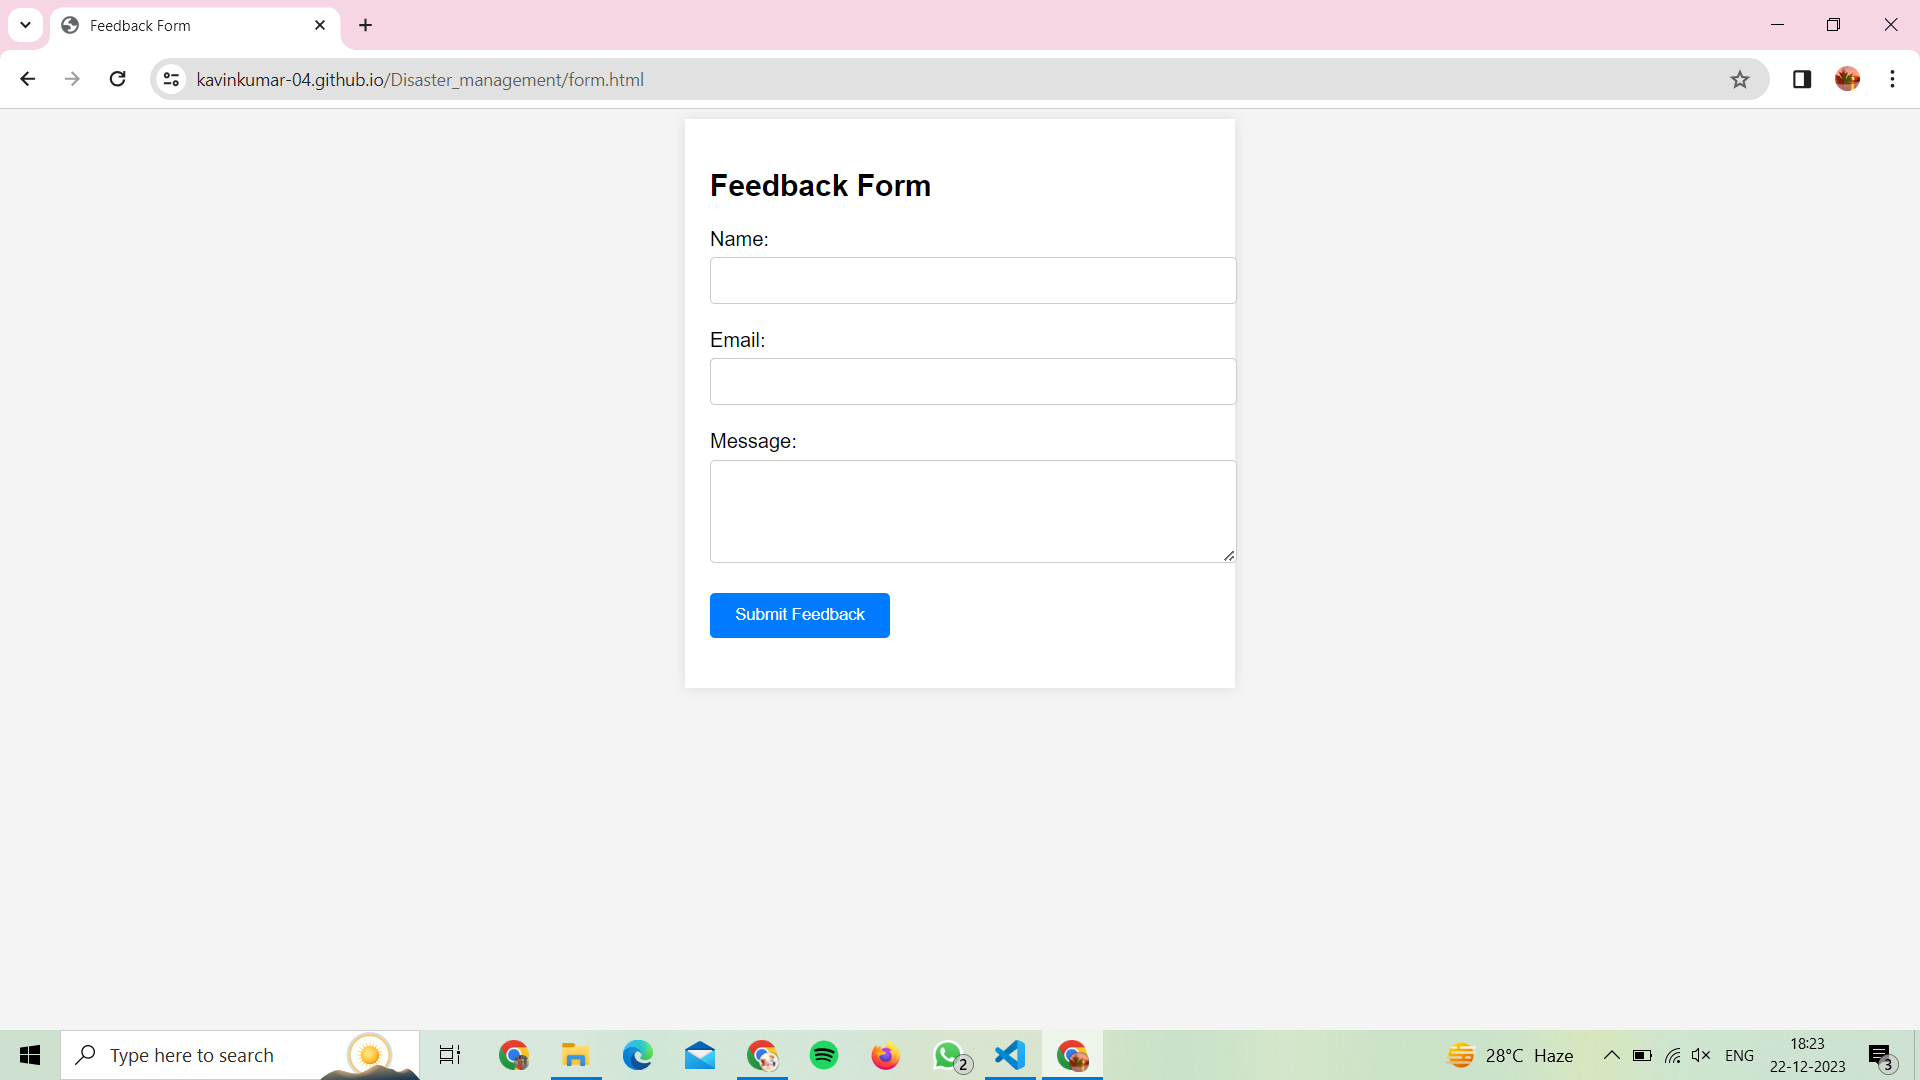 Feedback Form
kavinkumar-04.github.io/Disaster_management/form.html
Feedback Form
Name:
Email:
Message:
Submit Feedback
Type here to search
2
28°C Haze
ENG
18:23
22-12-2023
3